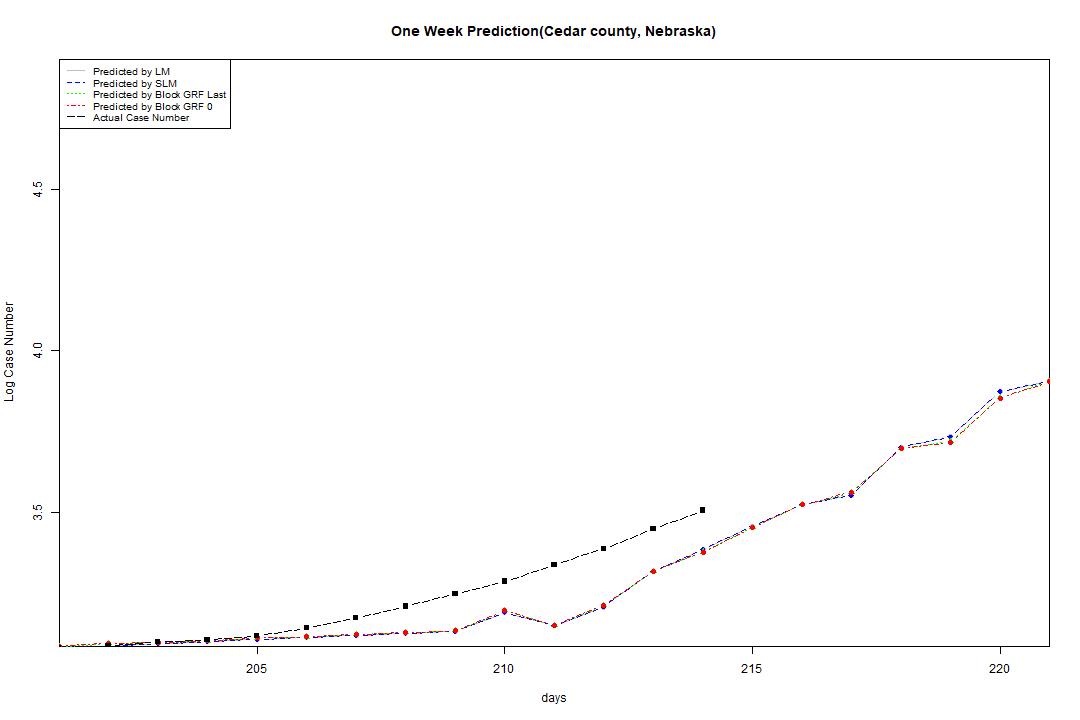 One Week Prediction(Cedar county, Nebraska)
Predicted by LM
Predicted by SLM
Predicted by Block GRF Last
Predicted by Block GRF 0
Actual Case Number
4.5
4.0
3.5
Log Case Number
205 210 215 220
days